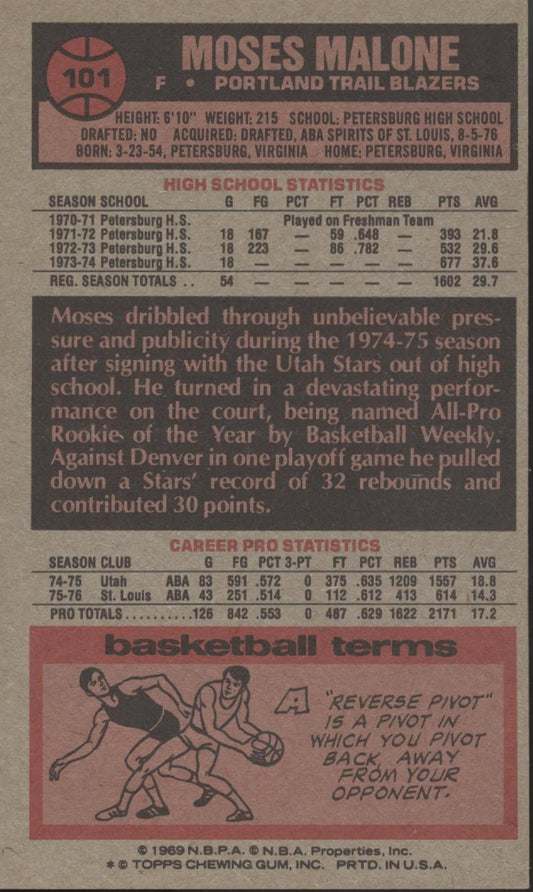 101
MOSES MALONE
F • PORTLAND TRAIL BLAZERS
HEIGHT: 6'10" WEIGHT: 215 SCHOOL: PETERSBURG HIGH SCHOOL
DRAFTED: NO ACQUIRED: DRAFTED, ABA SPIRITS OF ST. LOUIS, 8-5-76
BORN: 3-23-54, PETERSBURG, VIRGINIA HOME: PETERSBURG, VIRGINIA
HIGH SCHOOL STATISTICS
SEASON SCHOOL G FG PCT FT PCT REB PTS AVG
1970-71 Petersburg H.S. Played on Freshman Team
1971-72 Petersburg H.S. 18 167 — 59 .648 — 393 21.8
1972-73 Petersburg H.S. 18 223 — 86 .782 — 532 29.6
1973-74 Petersburg H.S. 18 — — — — — 677 37.6
REG. SEASON TOTALS .. 54 — — — — — 1602 29.7
Moses dribbled through unbelievable pres-
sure and publicity during the 1974-75 season
after signing with the Utah Stars out of high
school. He turned in a devastating perfor-
mance on the court, being named All-Pro
Rookie of the Year by Basketball Weekly.
Against Denver in one playoff game he pulled
down a Stars' record of 32 rebounds and
contributed 30 points.
CAREER PRO STATISTICS
SEASON CLUB G FG PCT 3-PT FT PCT REB PTS AVG
74-75 Utah ABA 83 591 .572 0 375 .635 1209 1557 18.8
75-76 St. Louis ABA 43 251 .514 0 112 .612 413 614 14.3
PRO TOTALS..........126 842 .553 0 487 .629 1622 2171 17.2
basketball terms
A "REVERSE PIVOT"
IS A PIVOT IN
WHICH YOU PIVOT
BACK, AWAY
FROM YOUR
OPPONENT.
© 1969 N.B.P.A. © N.B.A. Properties, Inc.
* © TOPPS CHEWING GUM, INC. PRTD. IN U.S.A.